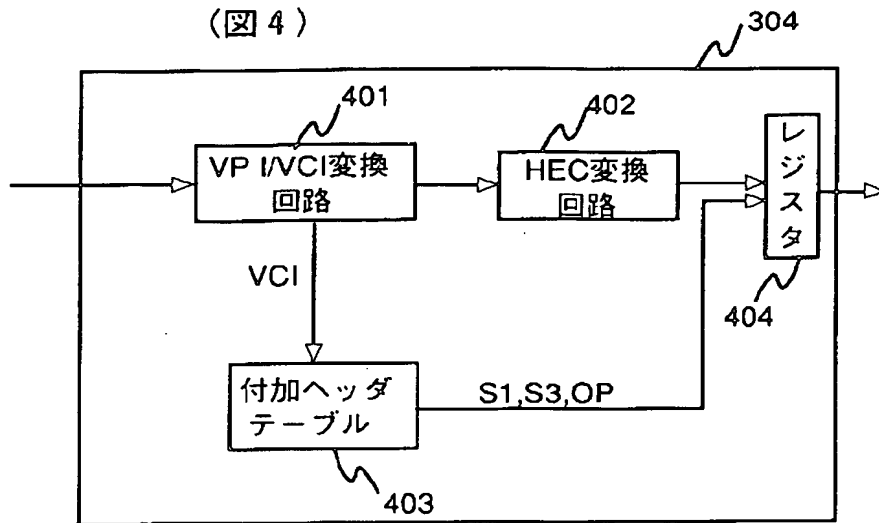 (図4)
304
401
402
VP I/VCI変換
回路
HEC変換
回路
レジスタ
404
VCI
付加ヘッダ
テーブル
S1,S3,OP
403